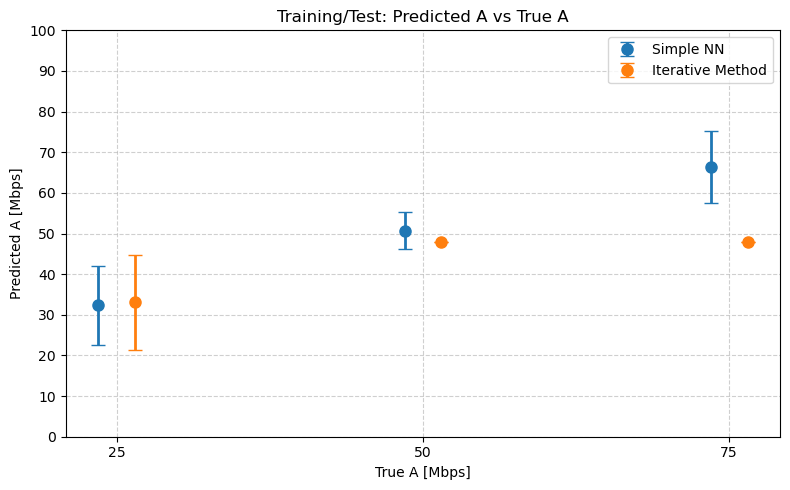 Training/Test: Predicted A vs True A
Simple NN
Iterative Method
Predicted A [Mbps]
100
90
80
70
60
50
40
30
20
10
0
25 50 75
True A [Mbps]